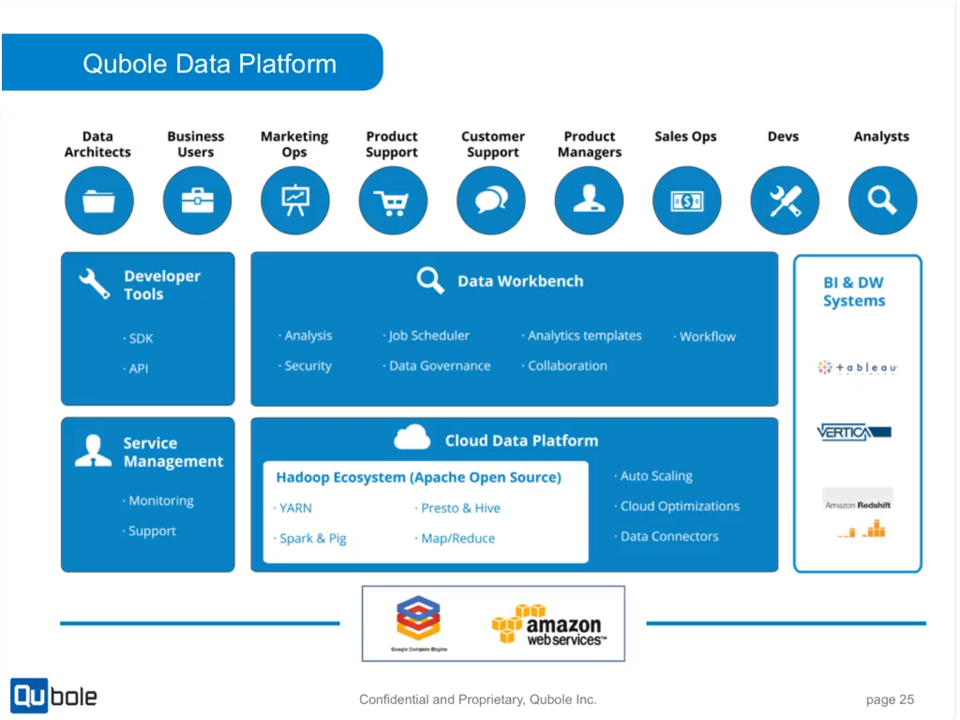 Qubole Data Platform
Data
Architects
Business
Users
Marketing
Ops
Product
Support
Customer
Support
Product
Managers
Sales Ops
Devs
Analysts
Developer
Tools
· SDK
· API
Data Workbench
· Analysis
· Job Scheduler
· Analytics templates
· Workflow
· Security
· Data Governance
· Collaboration
BI & DW
Systems
+ a b l e a u
VERTICA
Amazon Redshift
Service
Management
· Monitoring
· Support
Cloud Data Platform
Hadoop Ecosystem (Apache Open Source)
· YARN
· Presto & Hive
· Spark & Pig
· Map/Reduce
· Auto Scaling
· Cloud Optimizations
· Data Connectors
Google Compute Engine
amazon
web services™
Qubole
Confidential and Proprietary, Qubole Inc.
page 25